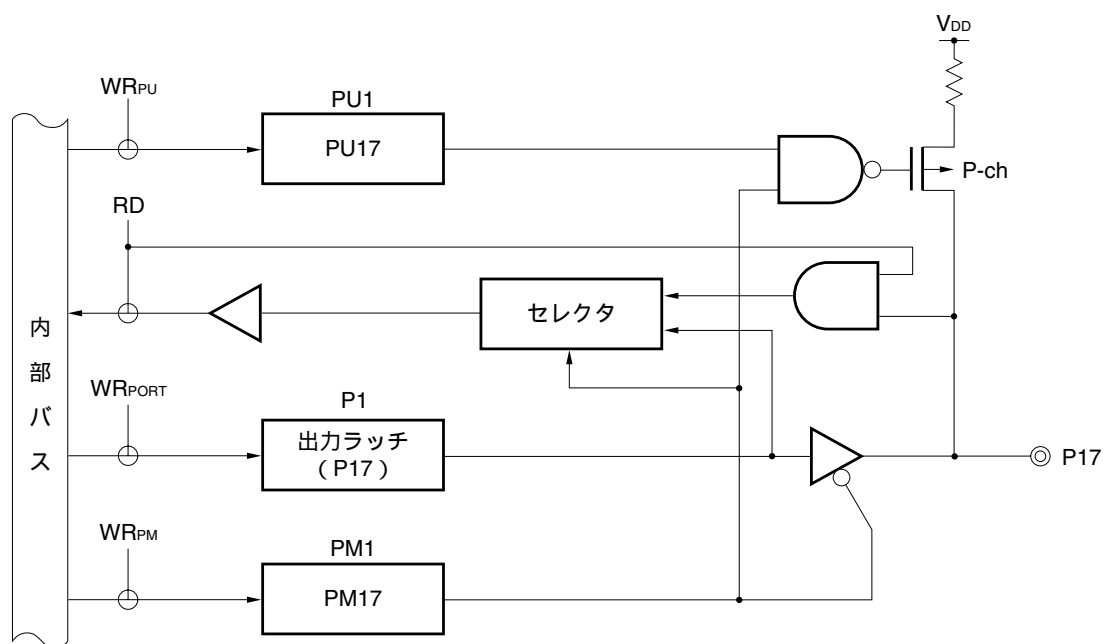 VDD
WRPU
PU1
PU17
P-ch
RD
セレクタ
内部バス
WRPORT
P1
出力ラッチ
(P17)
P17
WRPM
PM1
PM17